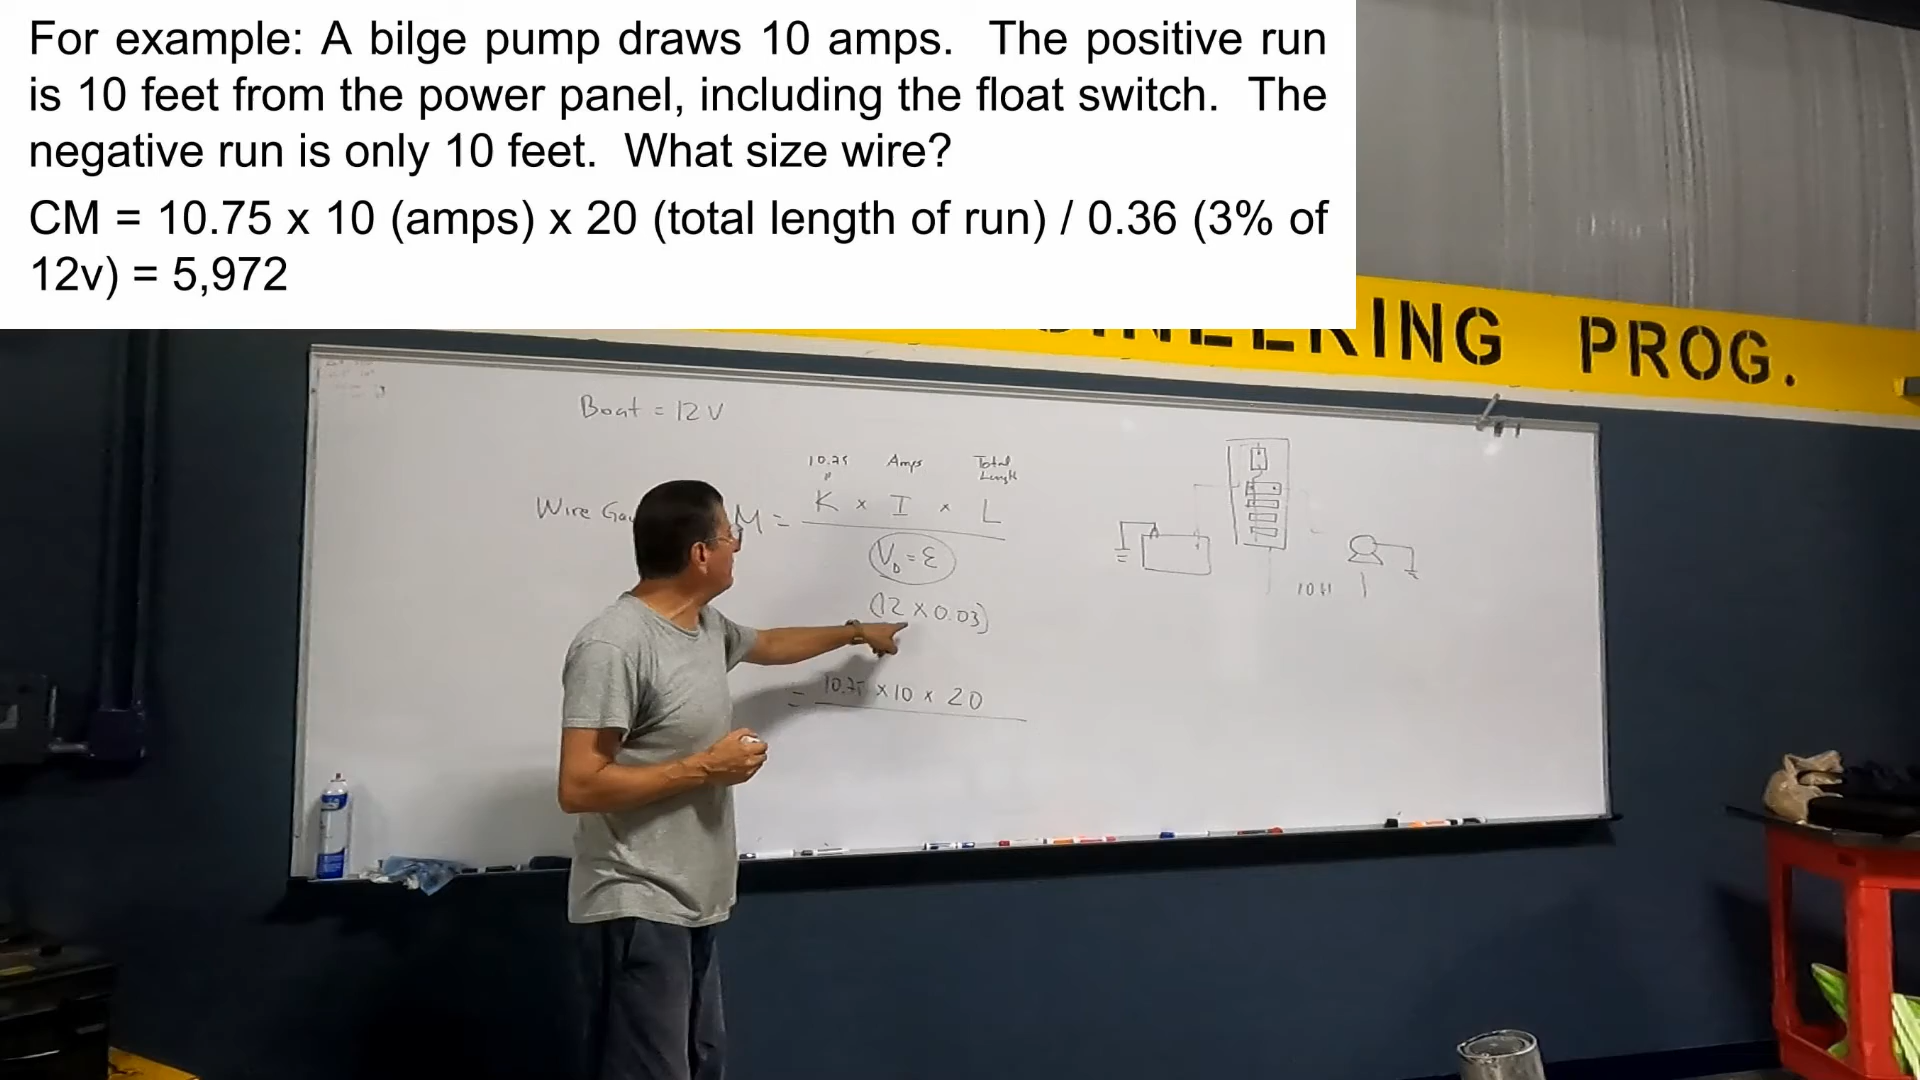 For example: A bilge pump draws 10 amps. The positive run
is 10 feet from the power panel, including the float switch. The
negative run is only 10 feet. What size wire?
CM = 10.75 x 10 (amps) x 20 (total length of run) / 0.36 (3% of
12v) = 5,972
NEERING PROG.
Boat = 12V
10.75 Amps Total
Length
Wire M = K x I x L
V_D = E
(12 x 0.03)
= 10.75 x 10 x 20
10 ft